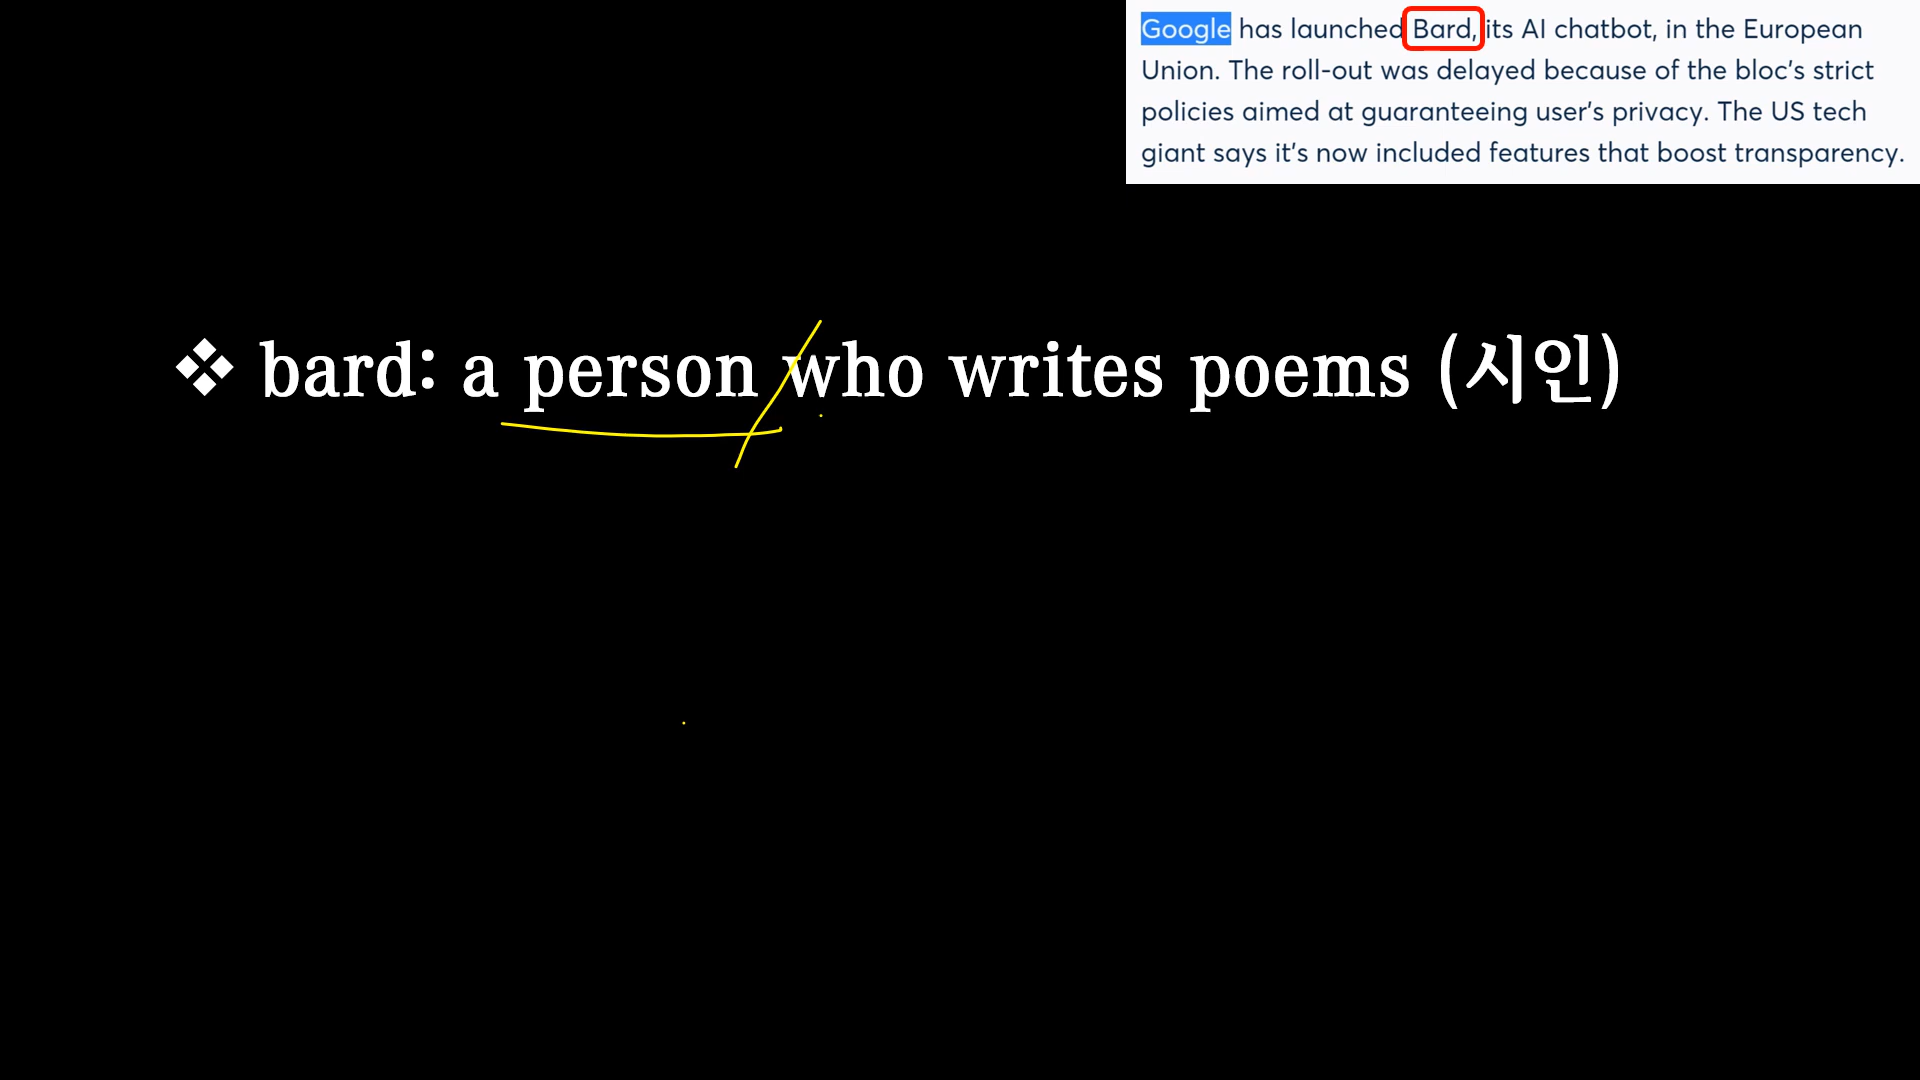 Google has launched Bard, its AI chatbot, in the European
Union. The roll-out was delayed because of the bloc's strict
policies aimed at guaranteeing user's privacy. The US tech
giant says it's now included features that boost transparency.
❖ bard: a person who writes poems (시인)